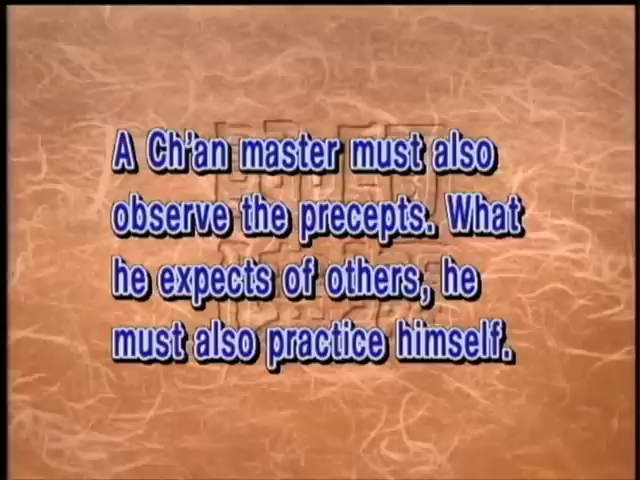 A Ch'an master must also
observe the precepts. What
he expects of others, he
must also practice himself.